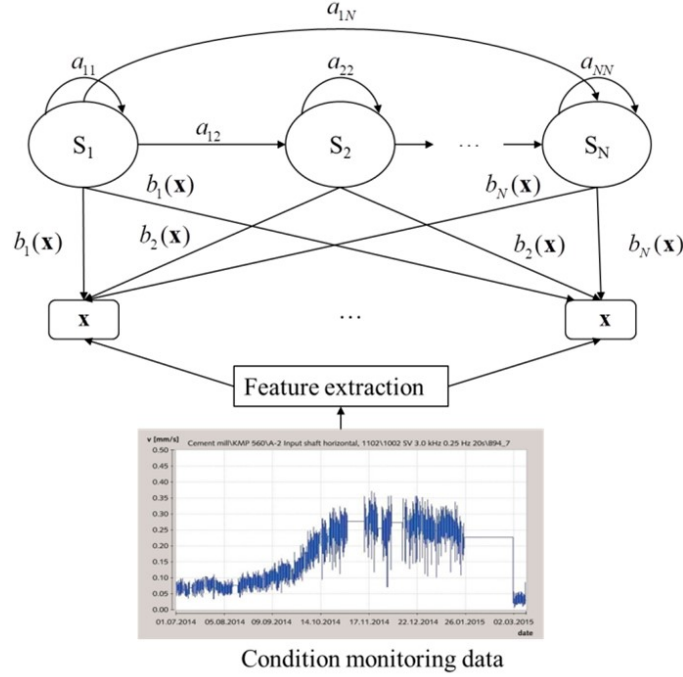 a1N
a11
a22
aNN
S1
a12
S2
...
SN
b1(x)
bN(x)
b1(x)
b2(x)
b2(x)
bN(x)
x
...
x
Feature extraction
v [mm/s]
Cement mill\KMP 560\A-2 Input shaft horizontal, 1102\1002 SV 3.0 kHz 0.25 Hz 20s\894_7
0.50
0.45
0.40
0.35
0.30
0.25
0.20
0.15
0.10
0.05
0.00
01.07.2014 05.08.2014 09.09.2014 14.10.2014 17.11.2014 22.12.2014 26.01.2015 02.03.2015
date
Condition monitoring data